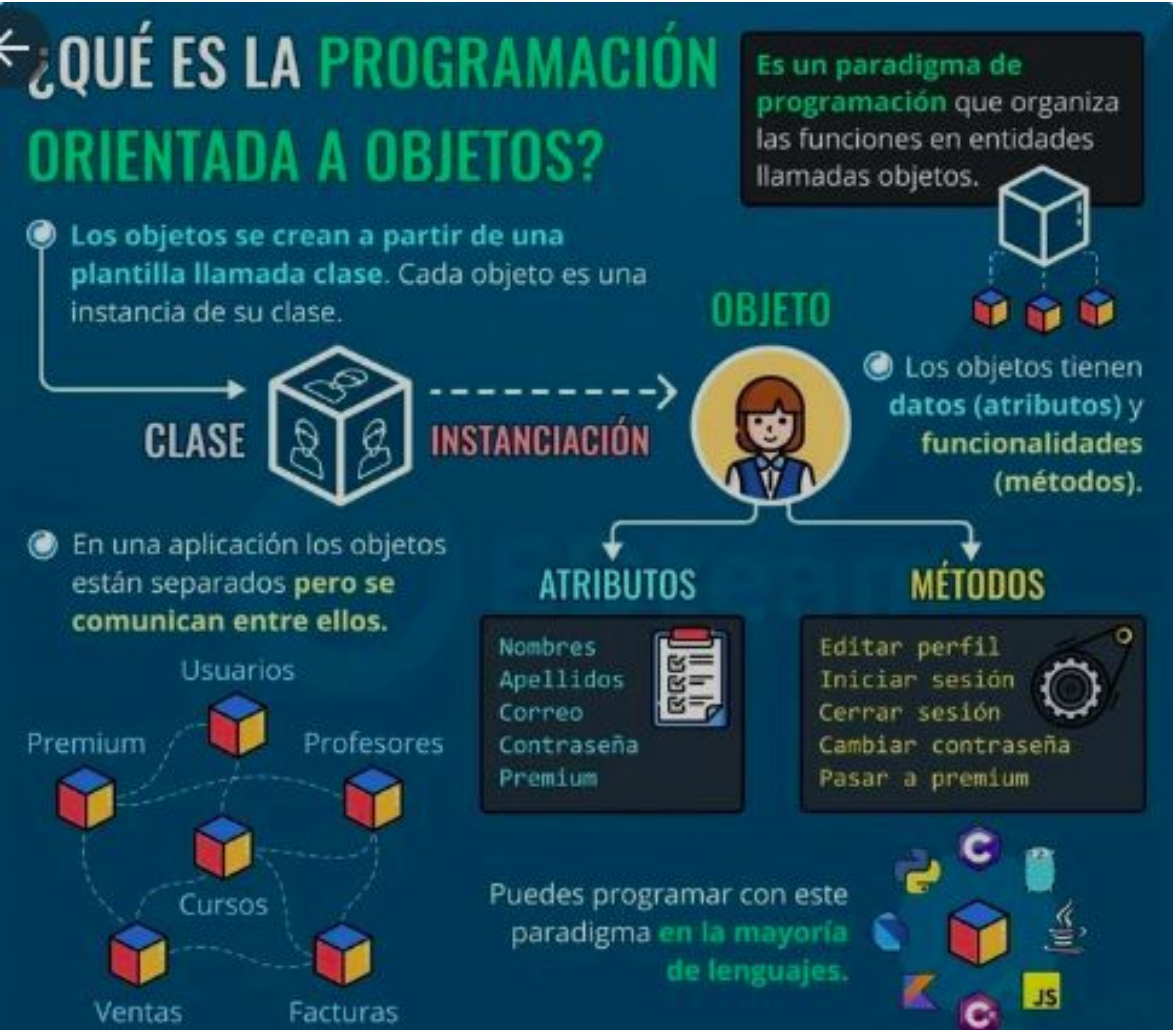 ¿QUÉ ES LA PROGRAMACIÓN
ORIENTADA A OBJETOS?
Es un paradigma de
programación que organiza
las funciones en entidades
llamadas objetos.
Los objetos se crean a partir de una
plantilla llamada clase. Cada objeto es una
instancia de su clase.
CLASE
INSTANCIACIÓN
OBJETO
Los objetos tienen
datos (atributos) y
funcionalidades
(métodos).
En una aplicación los objetos
están separados pero se
comunican entre ellos.
Usuarios
Premium
Profesores
Cursos
Ventas
Facturas
ATRIBUTOS
Nombres
Apellidos
Correo
Contraseña
Premium
MÉTODOS
Editar perfil
Iniciar sesión
Cerrar sesión
Cambiar contraseña
Pasar a premium
Puedes programar con este
paradigma en la mayoría
de lenguajes.
C
JS
C